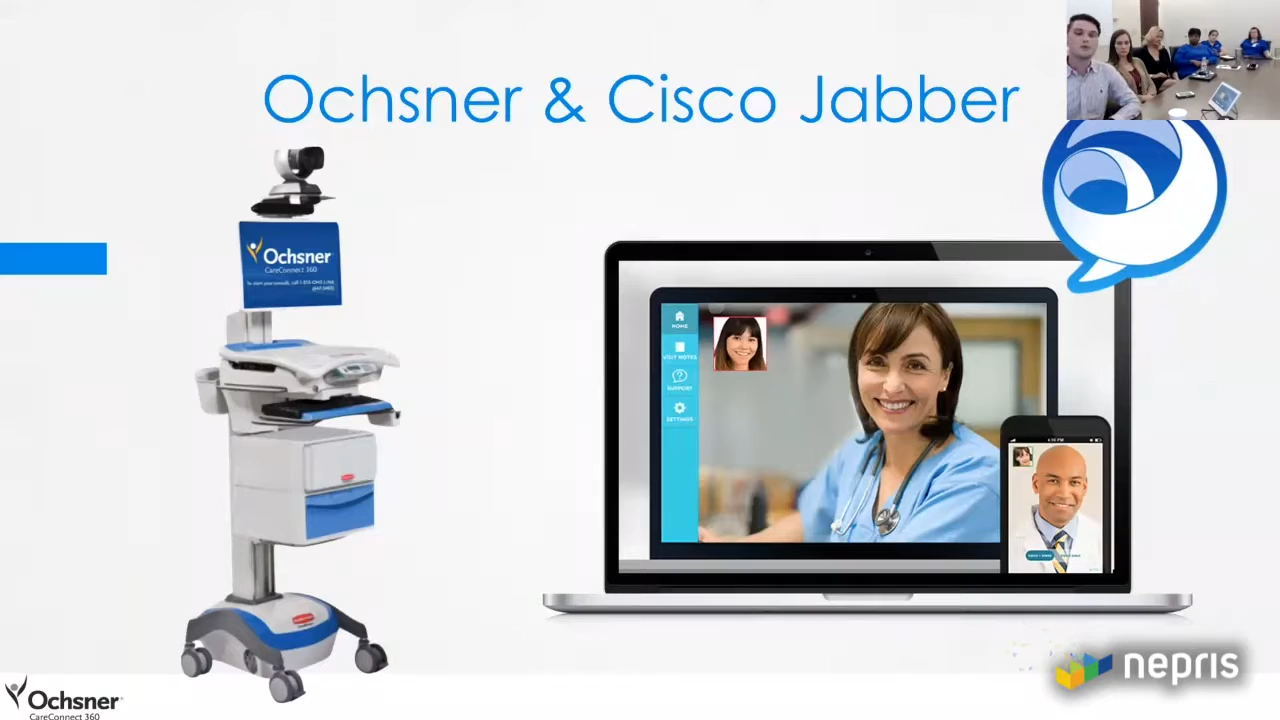 Ochsner & Cisco Jabber
Ochsner
CareConnect 360
HOME
VISIT NOTES
SUPPORT
SETTINGS
nepris
Ochsner
CareConnect 360